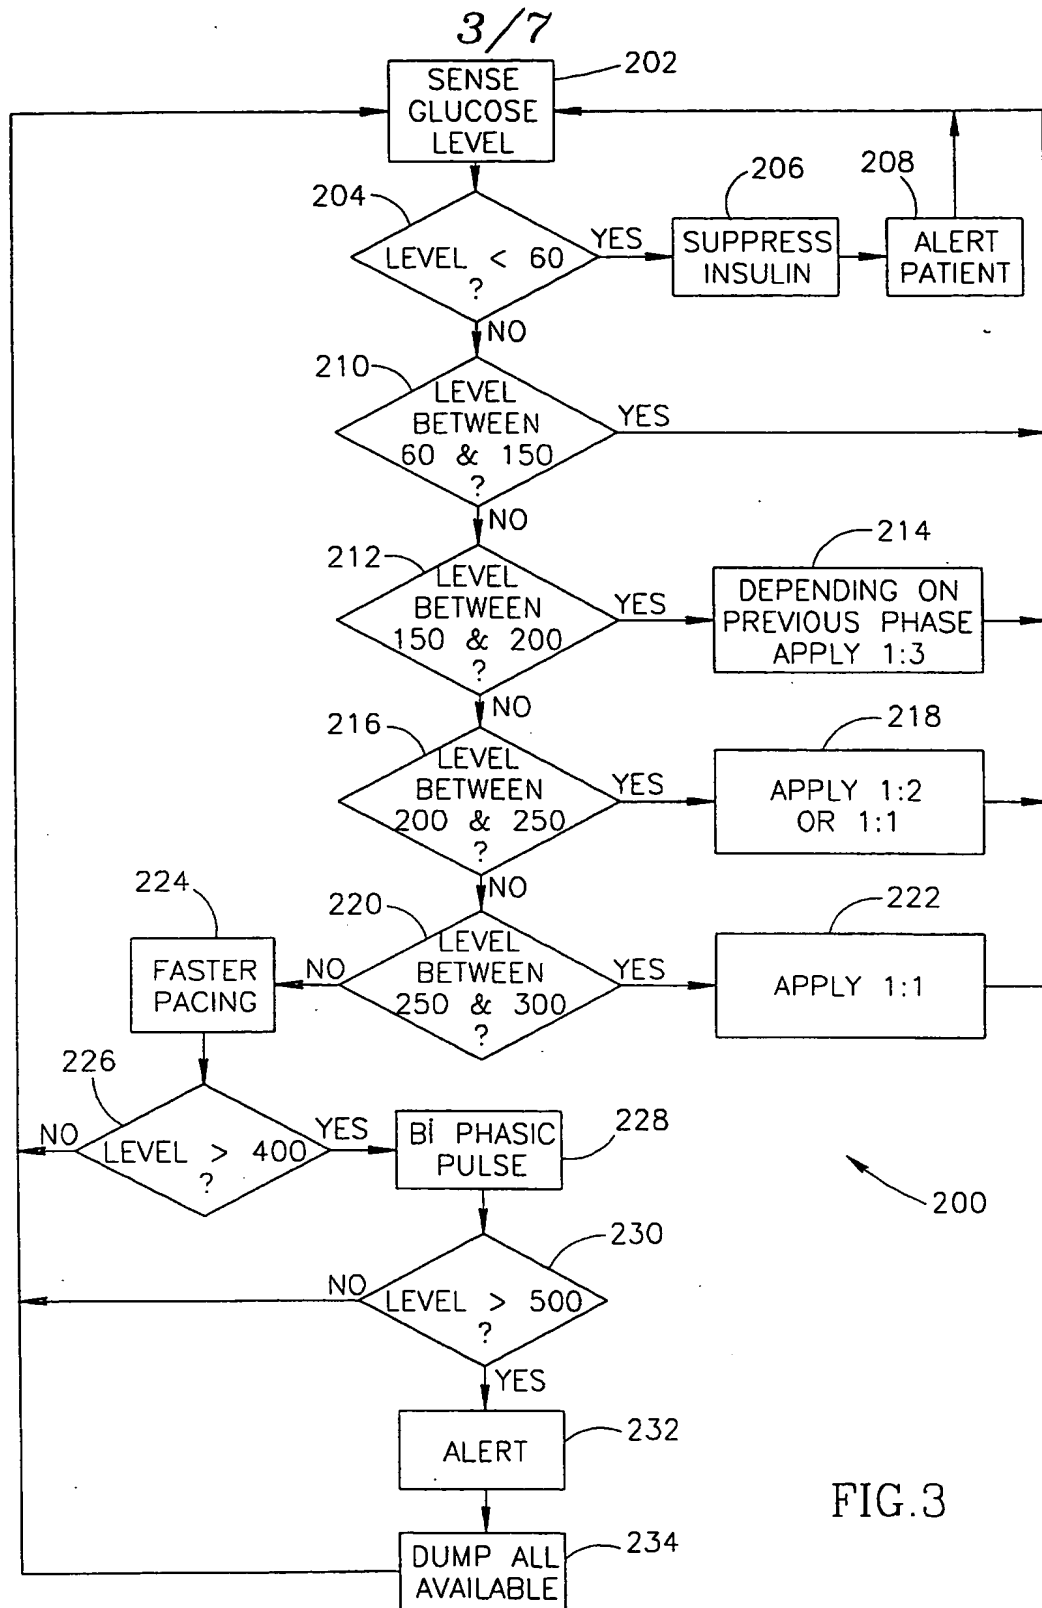 3/7
SENSE
GLUCOSE
LEVEL
202
204
LEVEL < 60
?
YES
NO
206
SUPPRESS
INSULIN
208
ALERT
PATIENT
210
LEVEL
BETWEEN
60 & 150
?
YES
NO
212
LEVEL
BETWEEN
150 & 200
?
YES
NO
214
DEPENDING ON
PREVIOUS PHASE
APPLY 1:3
216
LEVEL
BETWEEN
200 & 250
?
YES
NO
218
APPLY 1:2
OR 1:1
220
LEVEL
BETWEEN
250 & 300
?
YES
NO
222
APPLY 1:1
224
FASTER
PACING
226
LEVEL > 400
?
NO
YES
Bi PHASIC
PULSE
228
200
230
LEVEL > 500
?
NO
YES
ALERT
232
DUMP ALL
AVAILABLE
234
FIG.3